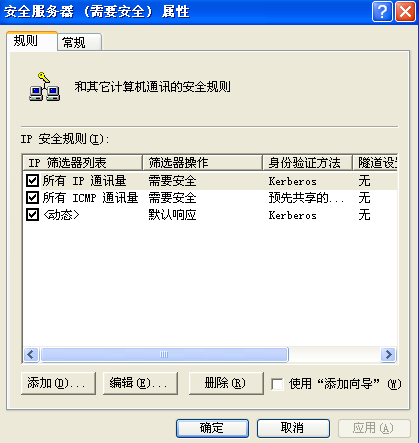 安全服务器 (需要安全) 属性
规则 常规
和其它计算机通讯的安全规则
IP 安全规则(I):
IP 筛选器列表 筛选器操作 身份验证方法 隧道设
所有 IP 通讯量 需要安全 Kerberos 无
所有 ICMP 通讯量 需要安全 预先共享的... 无
<动态> 默认响应 Kerberos 无
添加(D)... 编辑(E)... 删除(R) 使用“添加向导”(W)
确定 取消 应用(A)